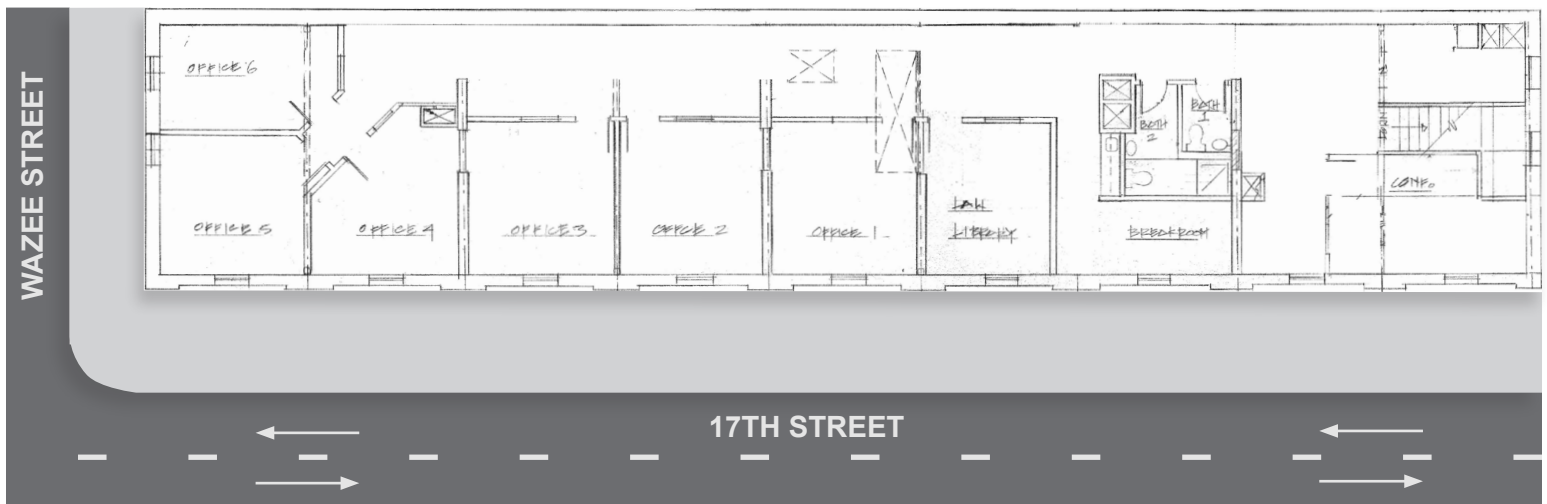 WAZEE STREET
OFFICE 6
OFFICE 5
OFFICE 4
OFFICE 3
OFFICE 2
OFFICE 1
LAW
LIBRARY
BATH
2
BATH
1
BREAKROOM
CONF.
17TH STREET